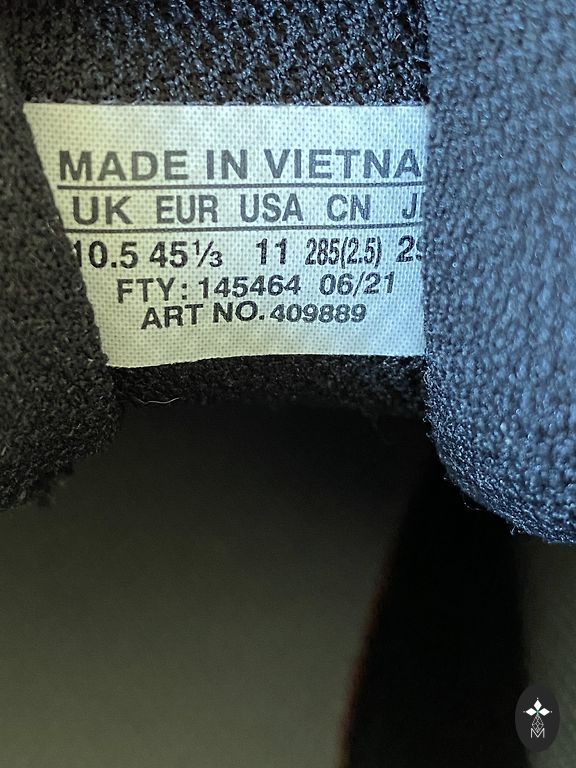 MADE IN VIETNA
UK EUR USA CN J
10.5 45⅓ 11 285(2.5) 29
FTY: 145464 06/21
ART NO. 409889
M